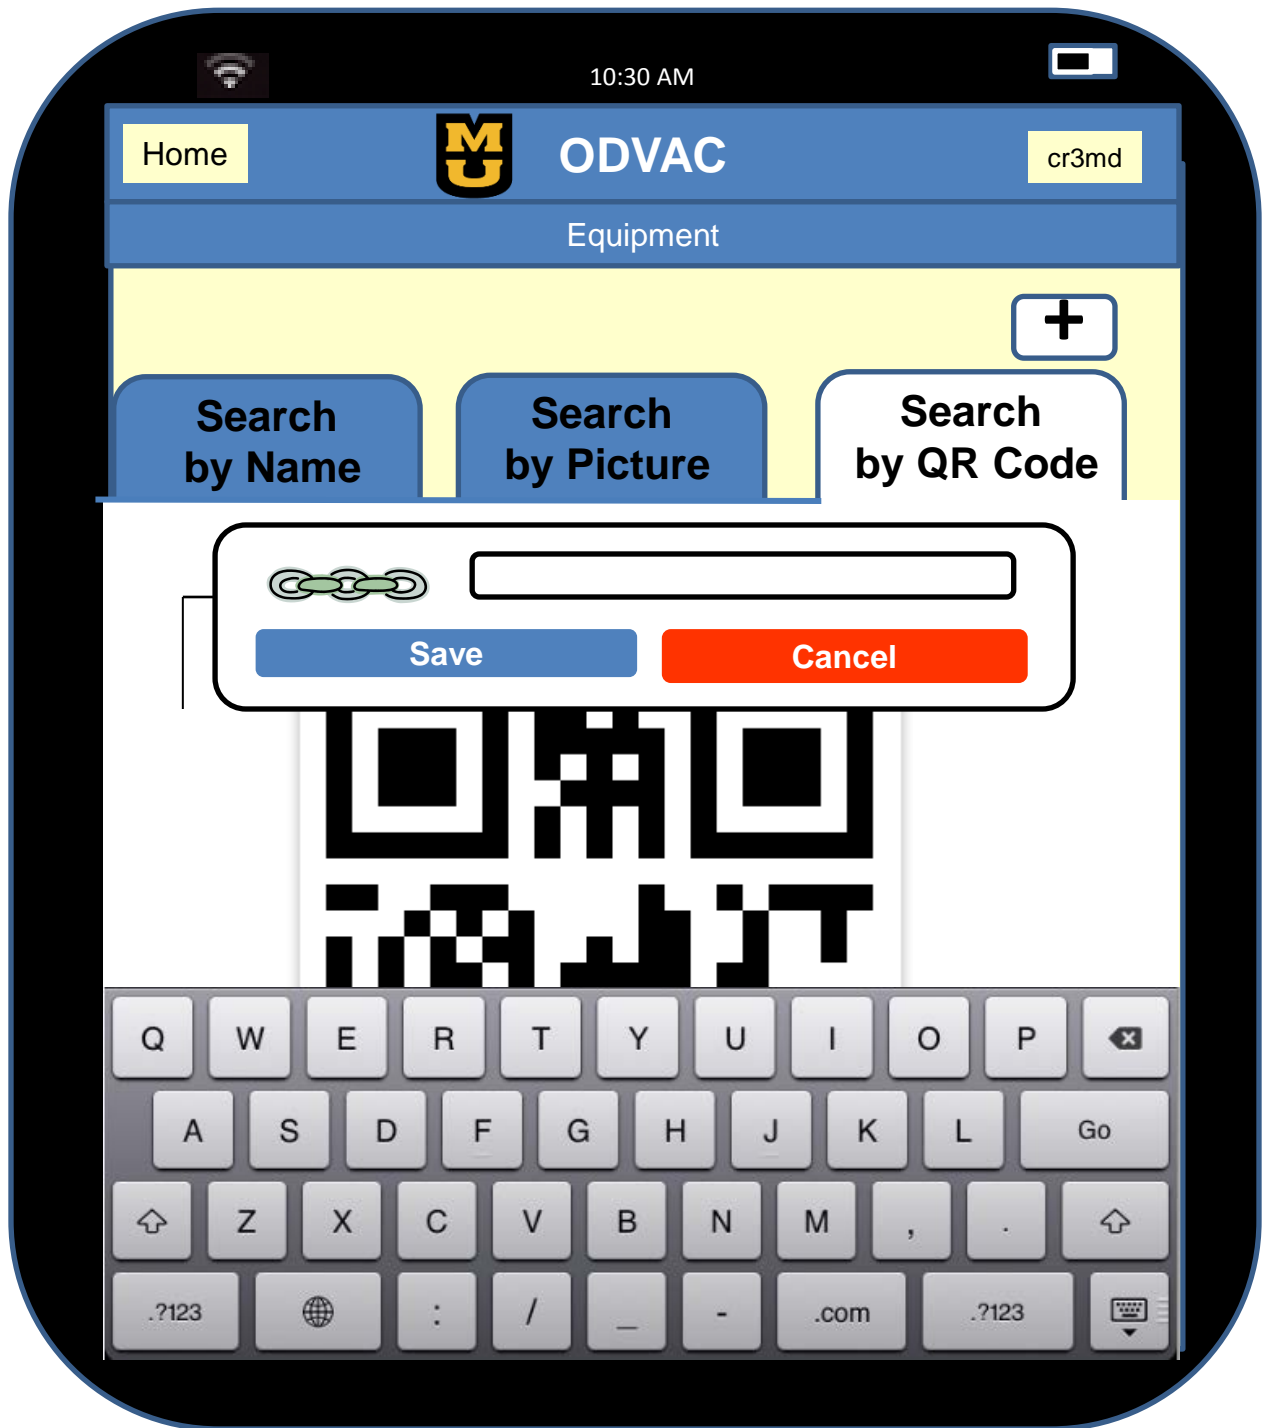 10:30 AM
Home
MU
ODVAC
cr3md
Equipment
+
Search
by Name
Search
by Picture
Search
by QR Code
Save
Cancel
Q W E R T Y U I O P
A S D F G H J K L Go
Z X C V B N M , .
.?123 : / _ - .com .?123